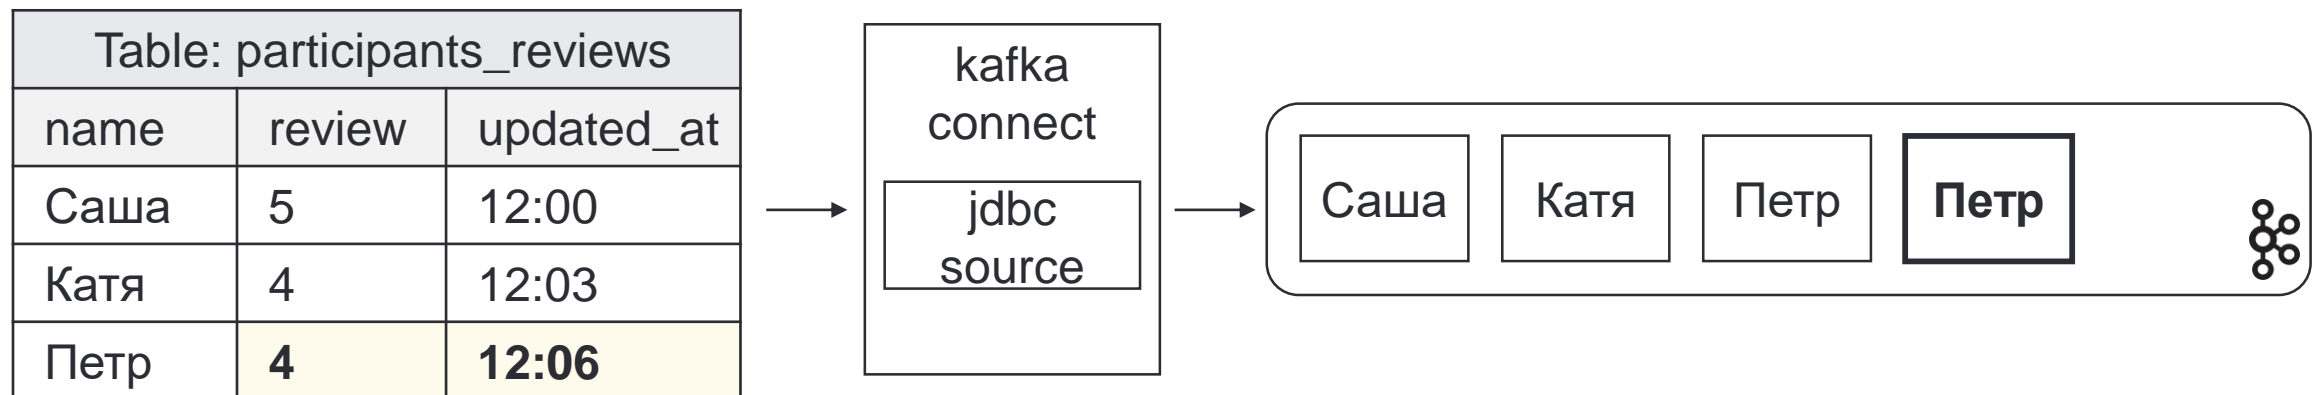 Table: participants_reviews
name review updated_at
Саша 5 12:00
Катя 4 12:03
Петр 4 12:06
kafka
connect
jdbc
source
Саша Катя Петр Петр